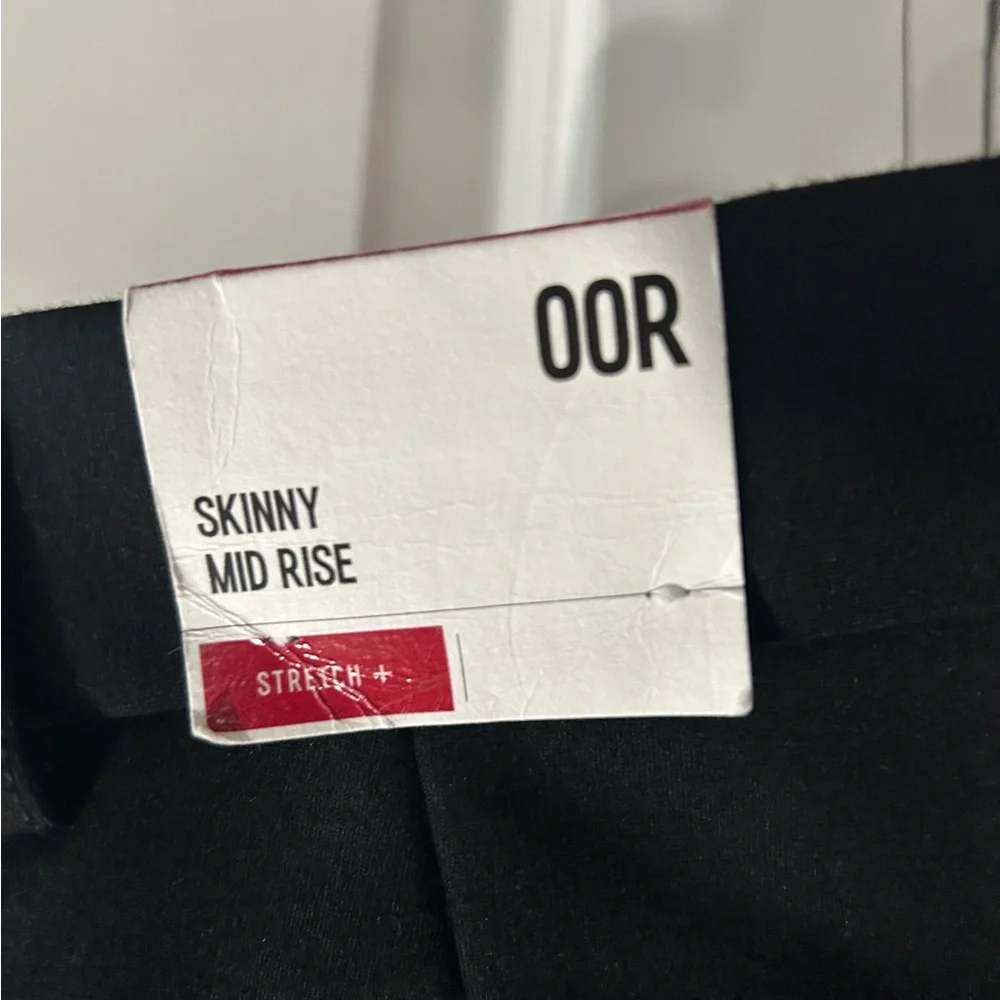 00R
SKINNY
MID RISE
STRETCH +